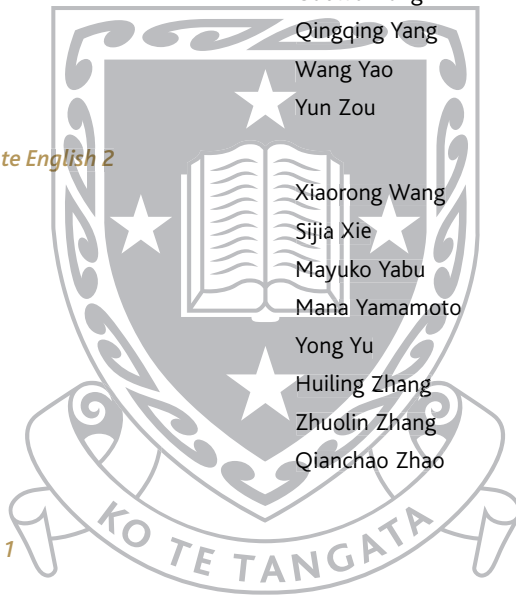 Qingqing Yang
Wang Yao
Yun Zou
te English 2
Xiaorong Wang
Sijia Xie
Mayuko Yabu
Mana Yamamoto
Yong Yu
Huiling Zhang
Zhuolin Zhang
Qianchao Zhao
1
KO TE TANGATA